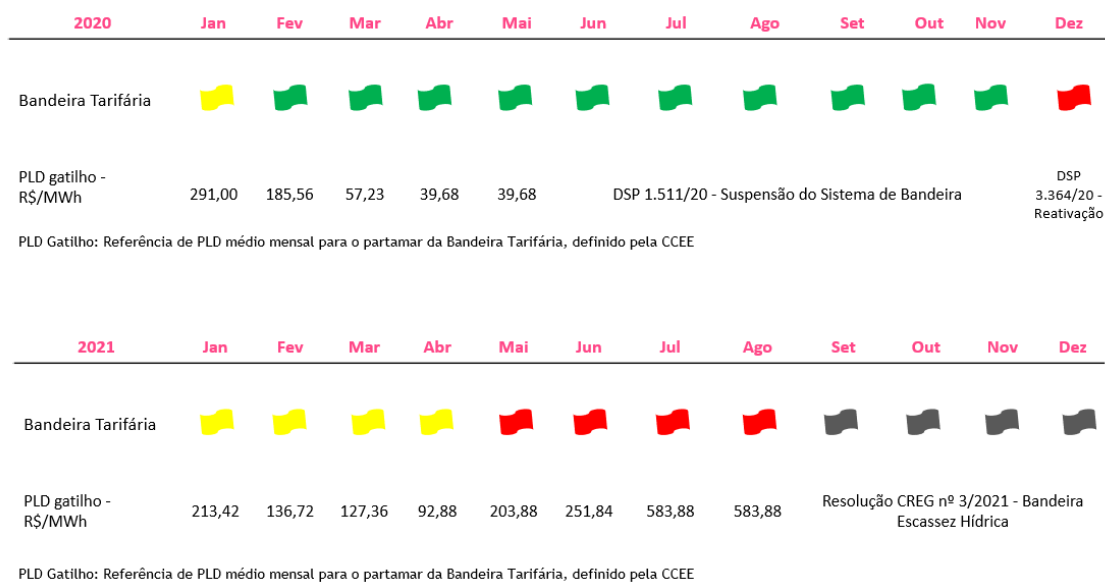 2020 Jan Fev Mar Abr Mai Jun Jul Ago Set Out Nov Dez
Bandeira Tarifária
PLD gatilho -
R$/MWh
291,00 185,56 57,23 39,68 39,68 DSP 1.511/20 - Suspensão do Sistema de Bandeira
DSP
3.364/20 -
Reativação
PLD Gatilho: Referência de PLD médio mensal para o partamar da Bandeira Tarifária, definido pela CCEE
2021 Jan Fev Mar Abr Mai Jun Jul Ago Set Out Nov Dez
Bandeira Tarifária
PLD gatilho -
R$/MWh
213,42 136,72 127,36 92,88 203,88 251,84 583,88 583,88
Resolução CREG nº 3/2021 - Bandeira
Escassez Hídrica
PLD Gatilho: Referência de PLD médio mensal para o partamar da Bandeira Tarifária, definido pela CCEE